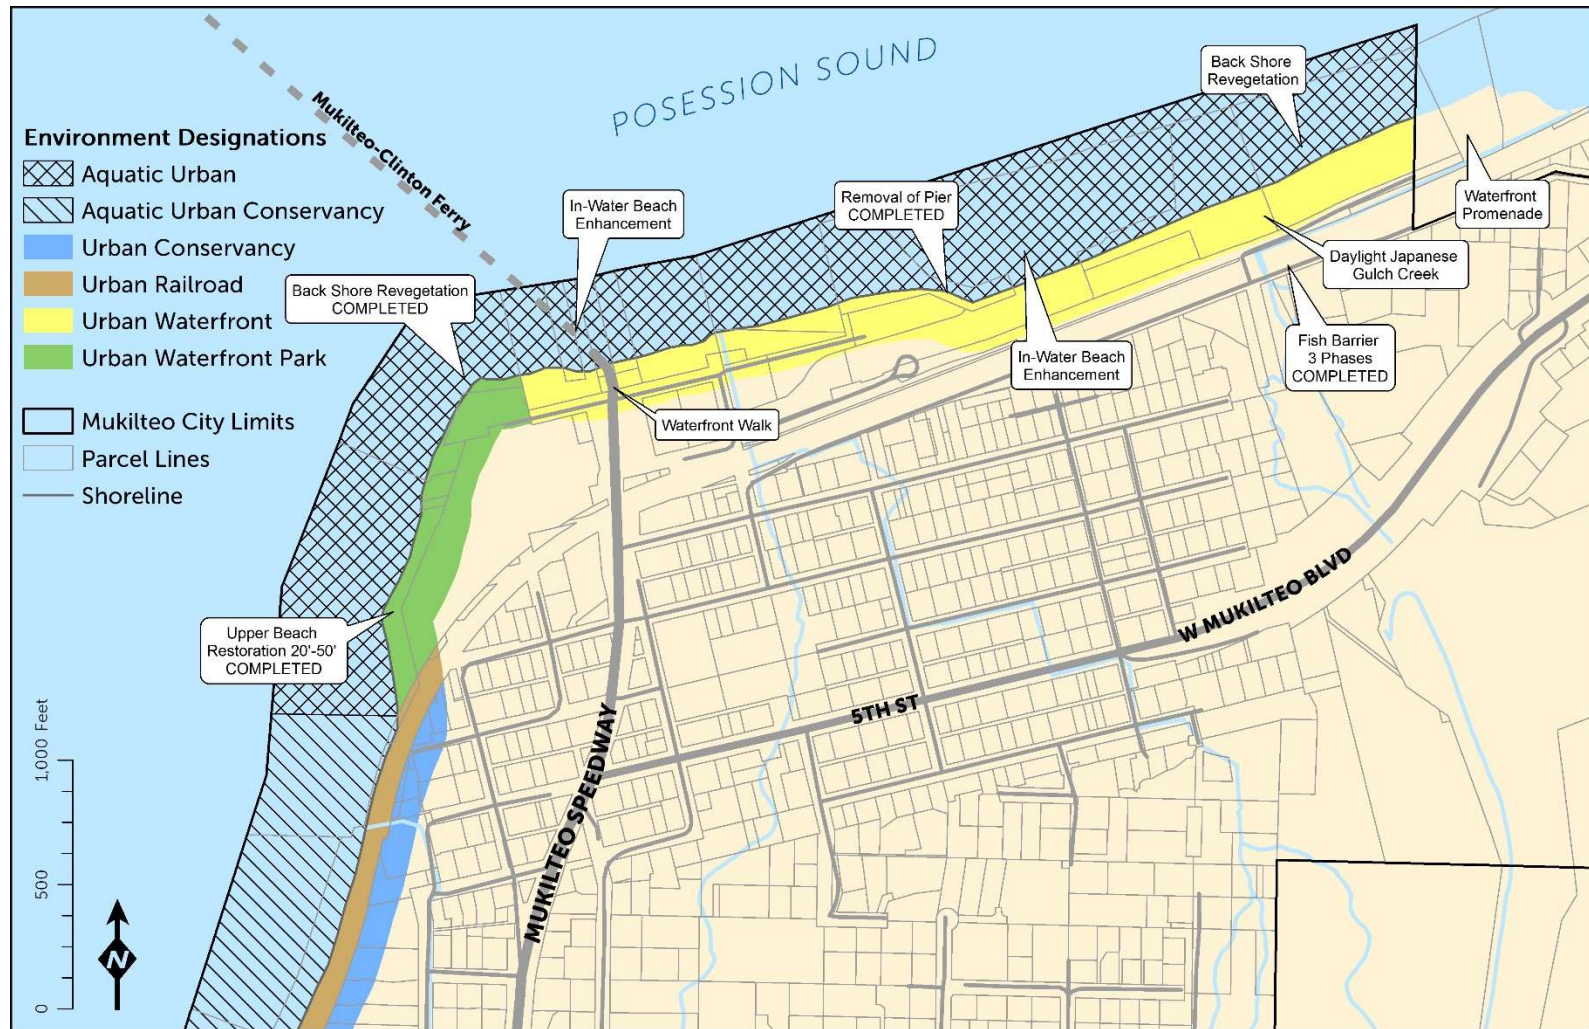 POSESSION SOUND
Mukilteo-Clinton Ferry
Environment Designations
Aquatic Urban
Aquatic Urban Conservancy
Urban Conservancy
Urban Railroad
Urban Waterfront
Urban Waterfront Park
Mukilteo City Limits
Parcel Lines
Shoreline
Back Shore
Revegetation
In-Water Beach
Enhancement
Removal of Pier
COMPLETED
Waterfront
Promenade
Back Shore Revegetation
COMPLETED
Daylight Japanese
Gulch Creek
In-Water Beach
Enhancement
Fish Barrier
3 Phases
COMPLETED
Waterfront Walk
Upper Beach
Restoration 20'-50'
COMPLETED
W MUKILTEO BLVD
5TH ST
MUKILTEO SPEEDWAY
1,000 Feet
500
0
N